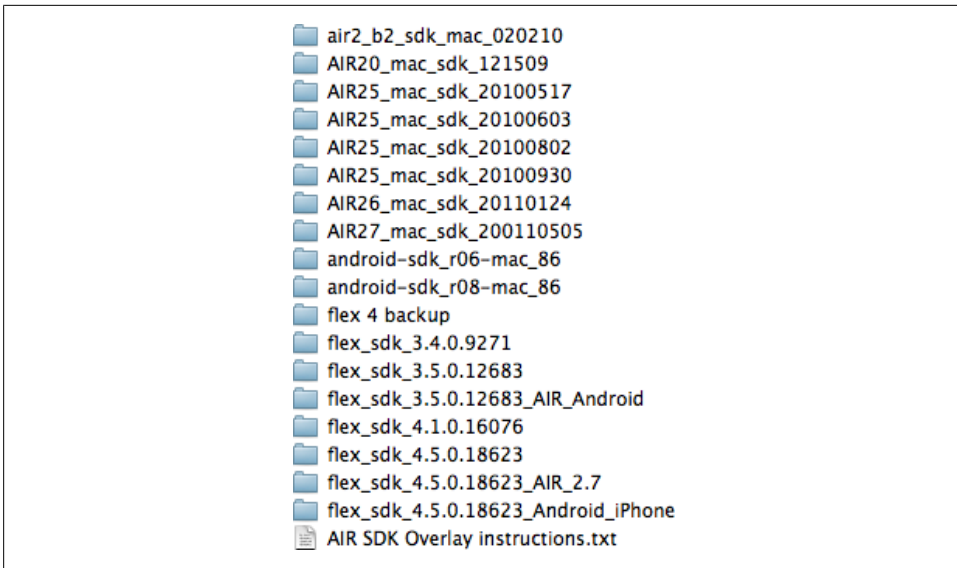 air2_b2_sdk_mac_020210
AIR20_mac_sdk_121509
AIR25_mac_sdk_20100517
AIR25_mac_sdk_20100603
AIR25_mac_sdk_20100802
AIR25_mac_sdk_20100930
AIR26_mac_sdk_20110124
AIR27_mac_sdk_200110505
android-sdk_r06-mac_86
android-sdk_r08-mac_86
flex 4 backup
flex_sdk_3.4.0.9271
flex_sdk_3.5.0.12683
flex_sdk_3.5.0.12683_AIR_Android
flex_sdk_4.1.0.16076
flex_sdk_4.5.0.18623
flex_sdk_4.5.0.18623_AIR_2.7
flex_sdk_4.5.0.18623_Android_iPhone
AIR SDK Overlay instructions.txt